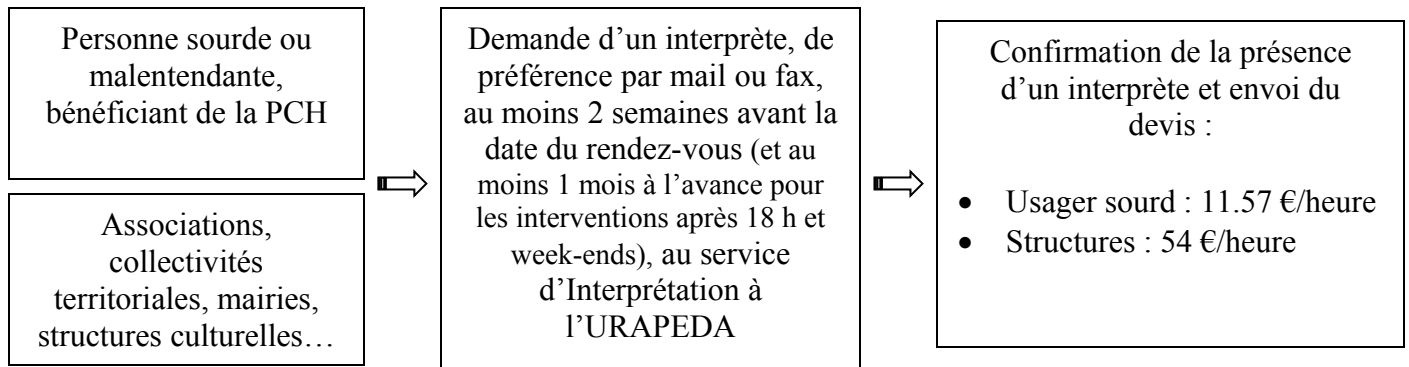 Personne sourde ou
malentendante,
bénéficiant de la PCH
Associations,
collectivités
territoriales, mairies,
structures culturelles…
Demande d’un interprète, de
préférence par mail ou fax,
au moins 2 semaines avant la
date du rendez-vous (et au
moins 1 mois à l’avance pour
les interventions après 18 h et
week-ends), au service
d’Interprétation à
l’URAPEDA
Confirmation de la présence
d’un interprète et envoi du
devis :
• Usager sourd : 11.57 €/heure
• Structures : 54 €/heure